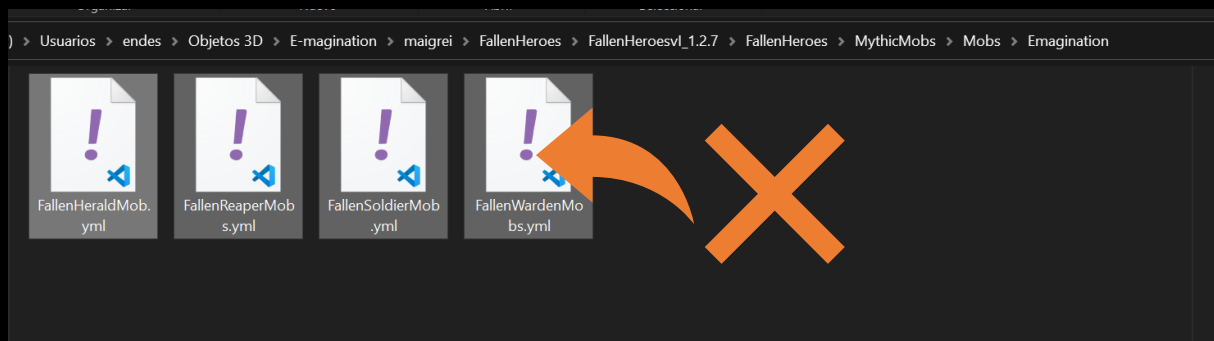 ) > Usuarios > endes > Objetos 3D > E-magination > maigrei > FallenHeroes > FallenHeroesvI_1.2.7 > FallenHeroes > MythicMobs > Mobs > Emagination
FallenHeraldMob.
yml
FallenReaperMob
s.yml
FallenSoldierMob
.yml
FallenWardenMo
bs.yml